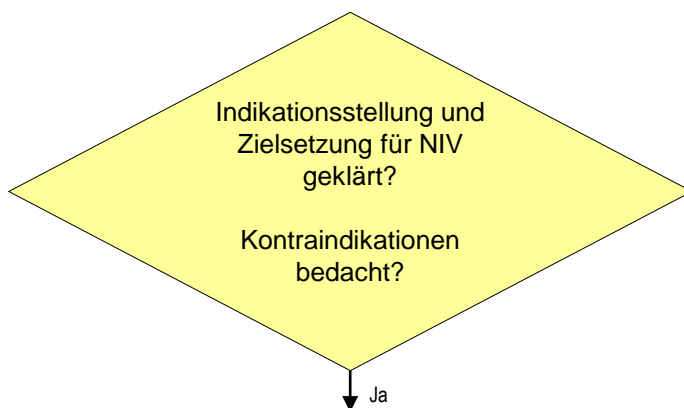 Indikationsstellung und
Zielsetzung für NIV
geklärt?
Kontraindikationen
bedacht?
Ja